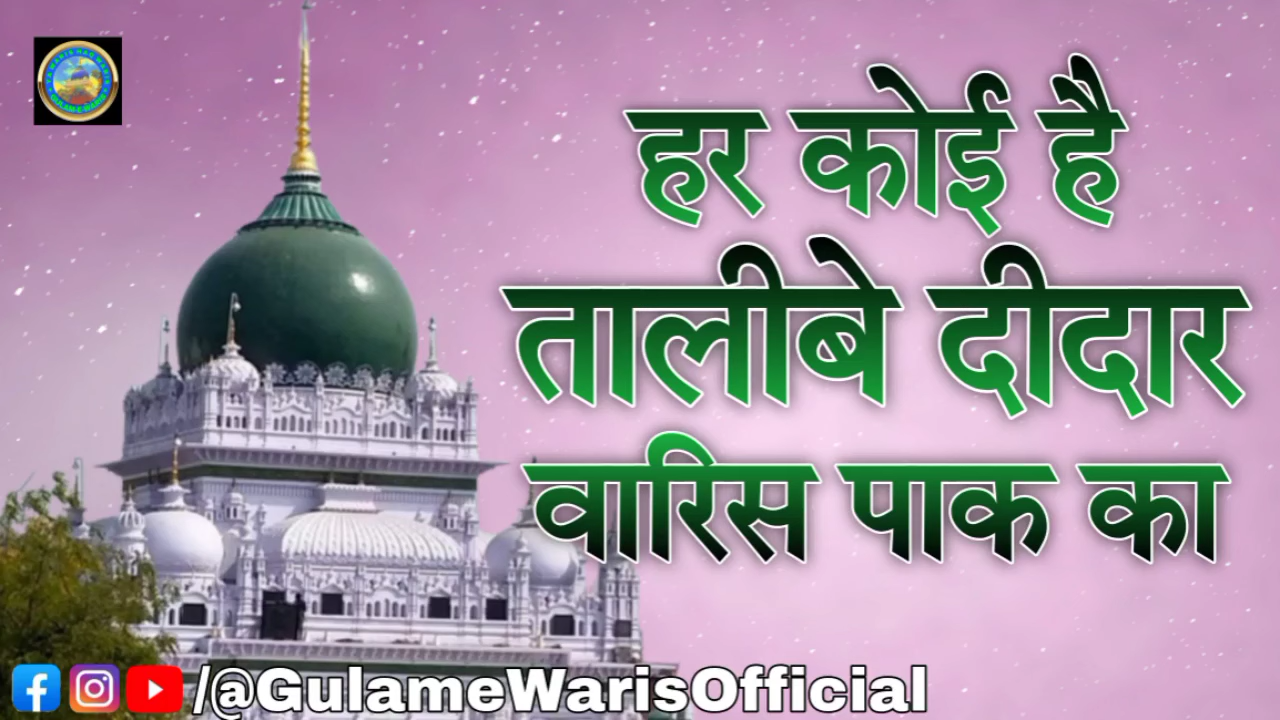 हर कोई है
तालीबे दीदार
वारिस पाक का
/@GulameWarisOfficial